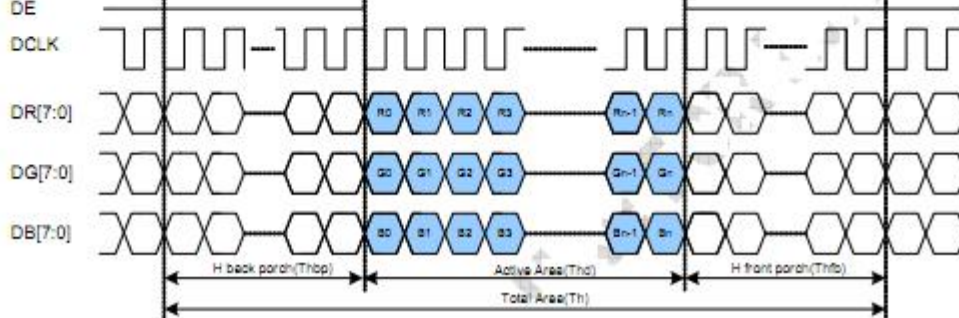 DE
DCLK
DR[7:0] R0 R1 R2 R3 Rn-1 Rn
DG[7:0] G0 G1 G2 G3 Gn-1 Gn
DB[7:0] B0 B1 B2 B3 Bn-1 Bn
H back porch(Thbp) Active Area(Thd) H front porch(Thfp)
Total Area(Th)